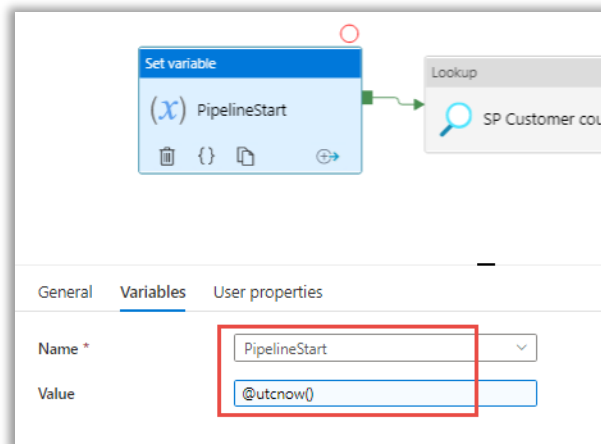 Set variable
(x) PipelineStart
{}
Lookup
SP Customer cou
General Variables User properties
Name * PipelineStart
Value @utcnow()